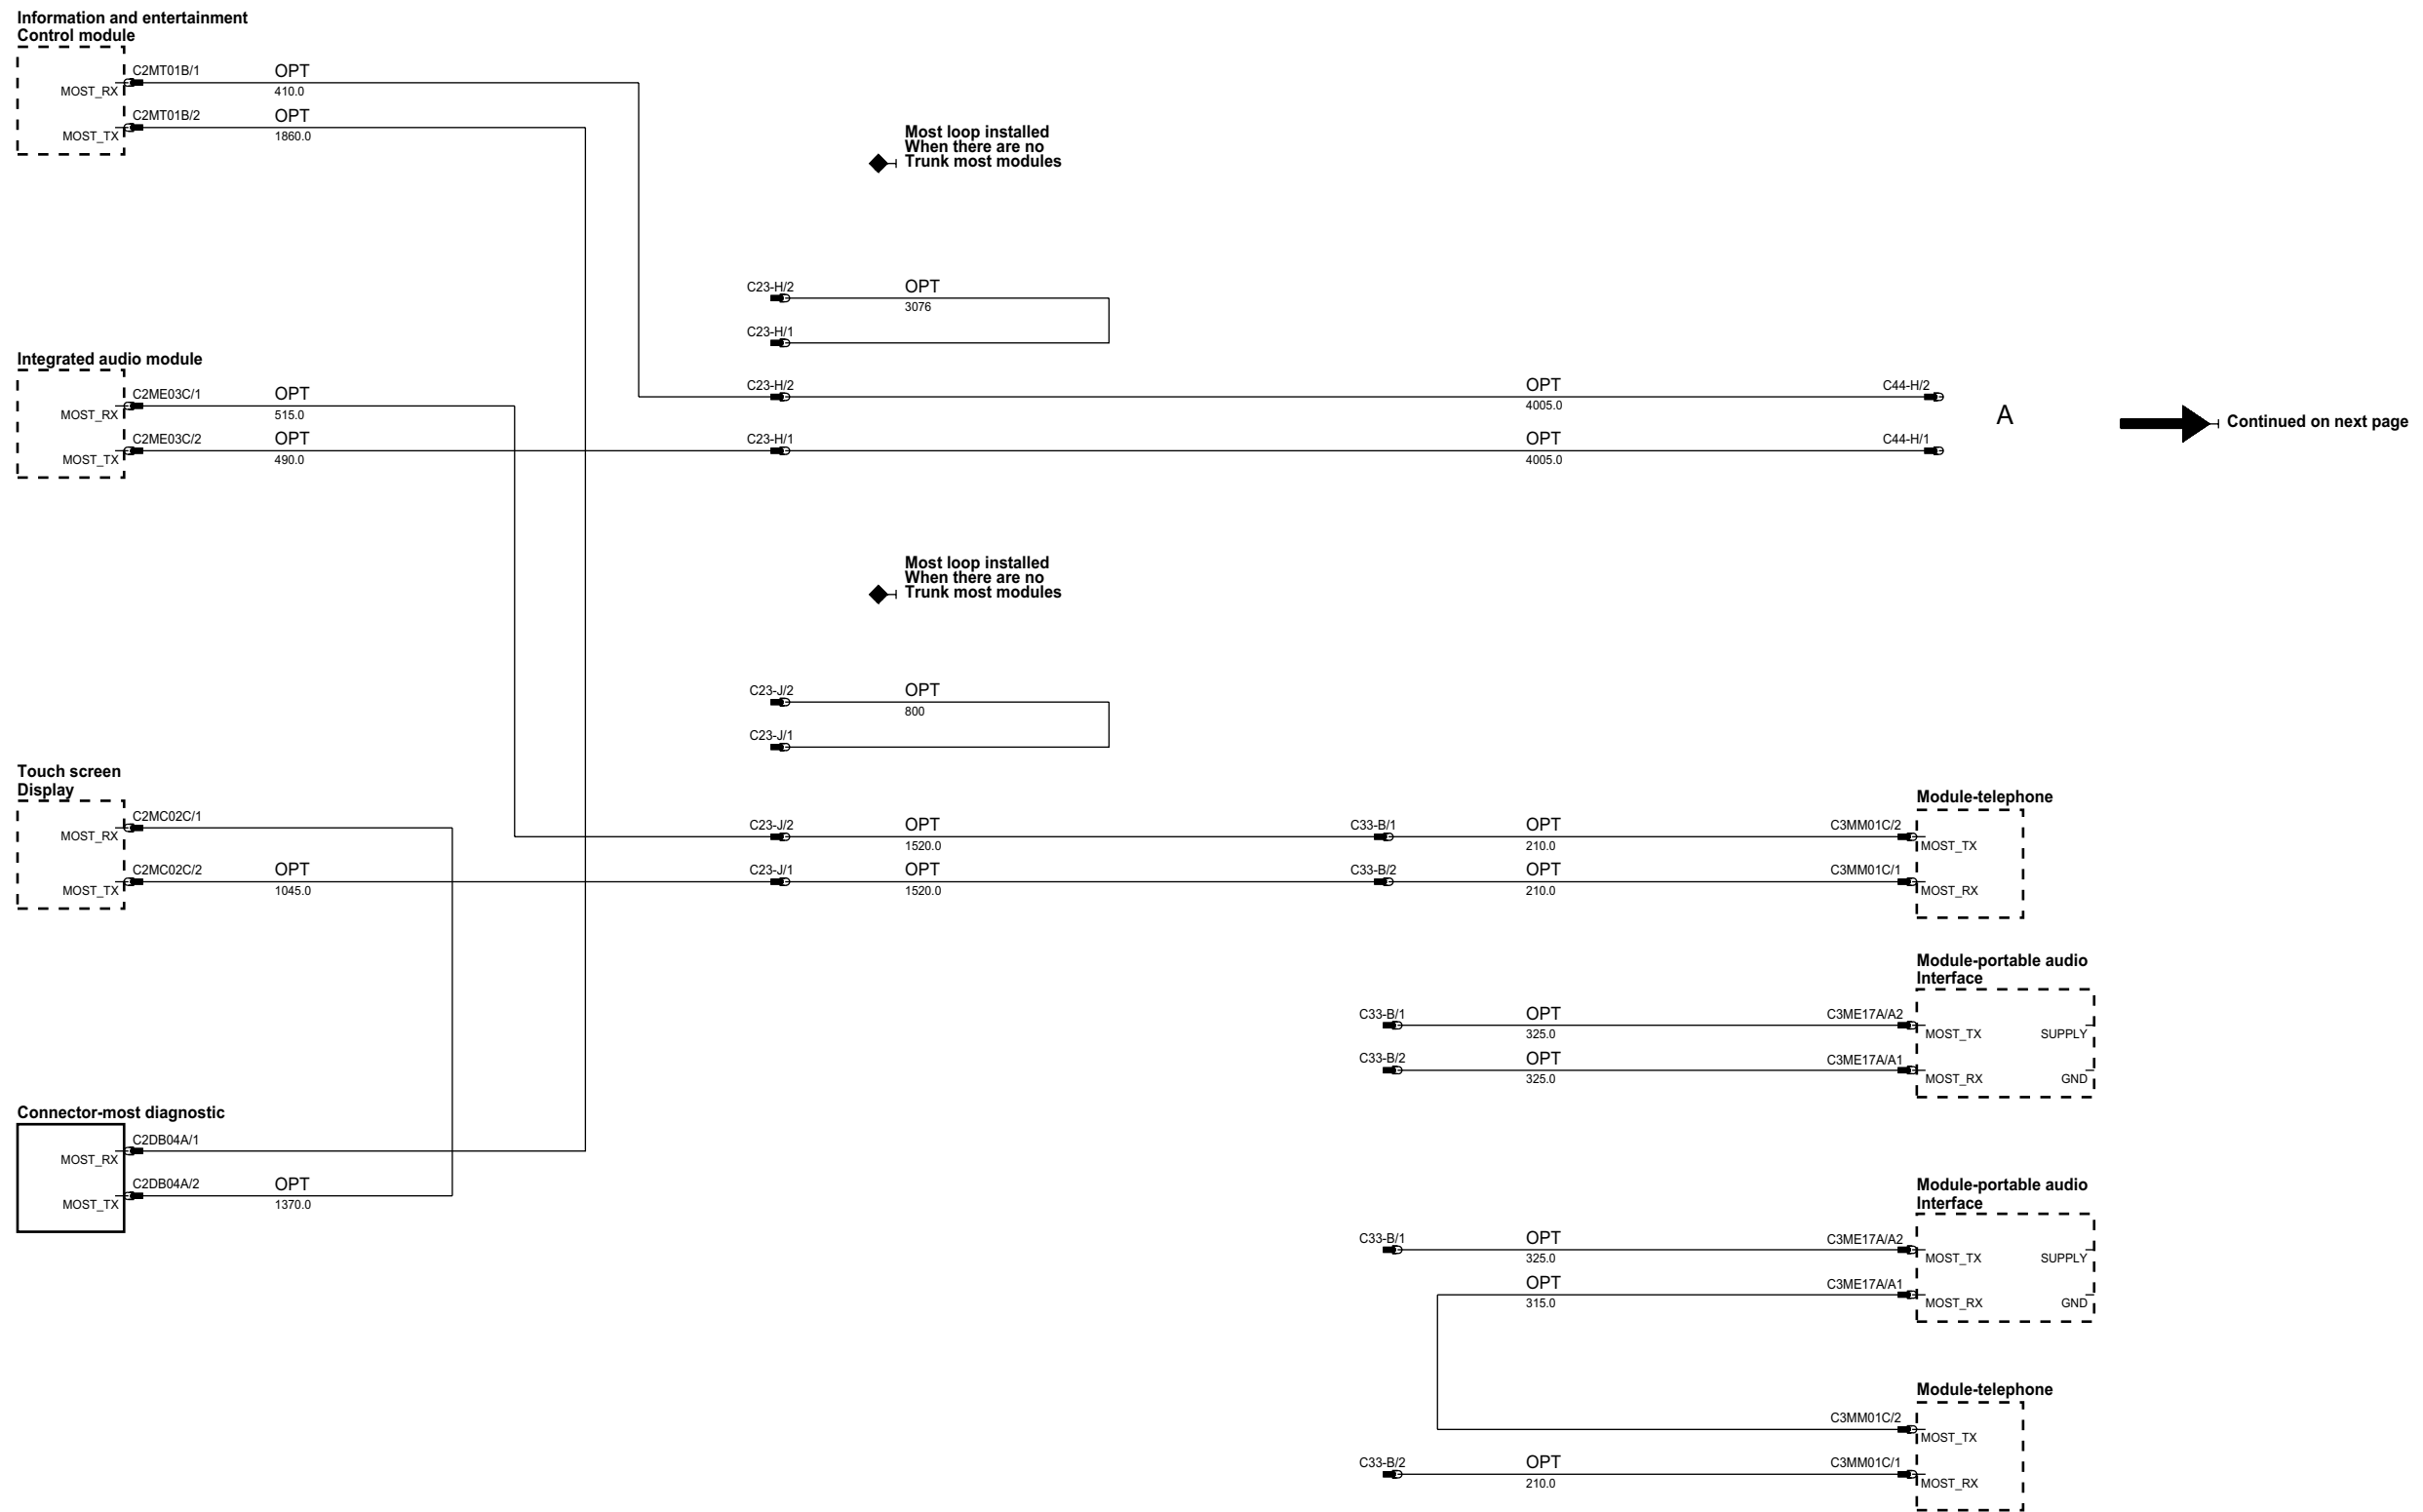 Information and entertainment
Control module
C2MT01B/1
OPT
MOST_RX
410.0
C2MT01B/2
OPT
MOST_TX
1860.0
Most loop installed
When there are no
Trunk most modules
C23-H/2
OPT
3076
C23-H/1
Integrated audio module
C2ME03C/1
OPT
MOST_RX
515.0
C2ME03C/2
OPT
MOST_TX
490.0
C23-H/2
OPT
4005.0
C44-H/2
C23-H/1
OPT
4005.0
C44-H/1
A
Continued on next page
Most loop installed
When there are no
Trunk most modules
C23-J/2
OPT
800
C23-J/1
Touch screen
Display
C2MC02C/1
MOST_RX
C2MC02C/2
OPT
MOST_TX
1045.0
C23-J/2
OPT
1520.0
C33-B/1
OPT
210.0
C23-J/1
OPT
1520.0
C33-B/2
OPT
210.0
Module-telephone
C3MM01C/2
MOST_TX
C3MM01C/1
MOST_RX
Module-portable audio
Interface
C33-B/1
OPT
325.0
C3ME17A/A2
MOST_TX
SUPPLY
C33-B/2
OPT
325.0
C3ME17A/A1
MOST_RX
GND
Connector-most diagnostic
C2DB04A/1
MOST_RX
C2DB04A/2
OPT
MOST_TX
1370.0
Module-portable audio
Interface
C33-B/1
OPT
325.0
C3ME17A/A2
MOST_TX
SUPPLY
OPT
315.0
C3ME17A/A1
MOST_RX
GND
Module-telephone
C3MM01C/2
MOST_TX
C33-B/2
OPT
210.0
C3MM01C/1
MOST_RX